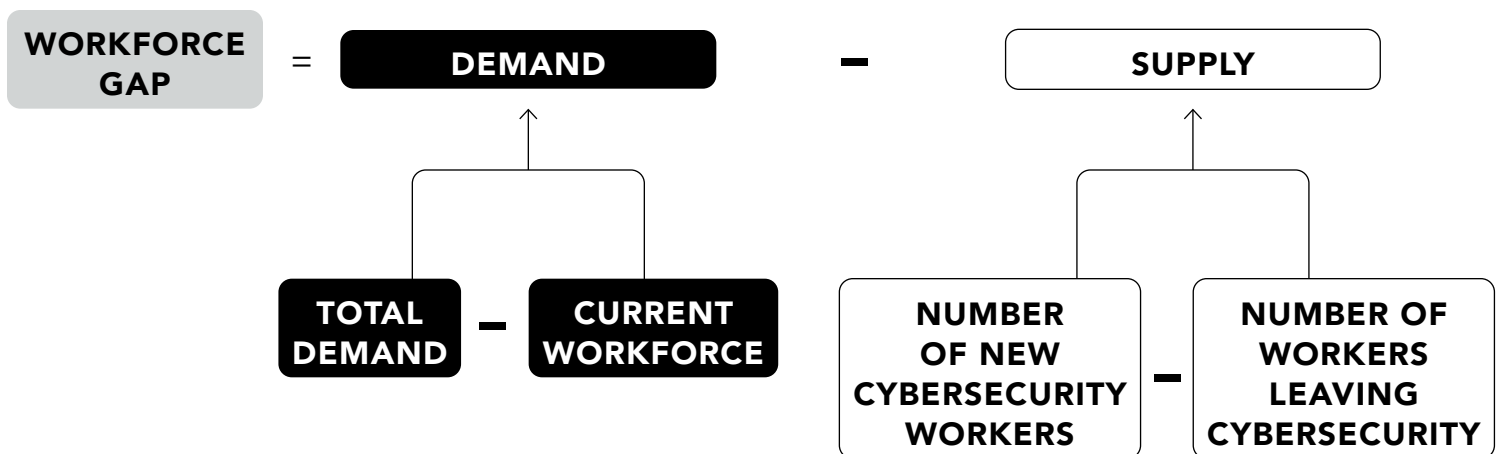 WORKFORCE
GAP
=
DEMAND
-
SUPPLY
TOTAL
DEMAND
-
CURRENT
WORKFORCE
NUMBER
OF NEW
CYBERSECURITY
WORKERS
-
NUMBER OF
WORKERS
LEAVING
CYBERSECURITY